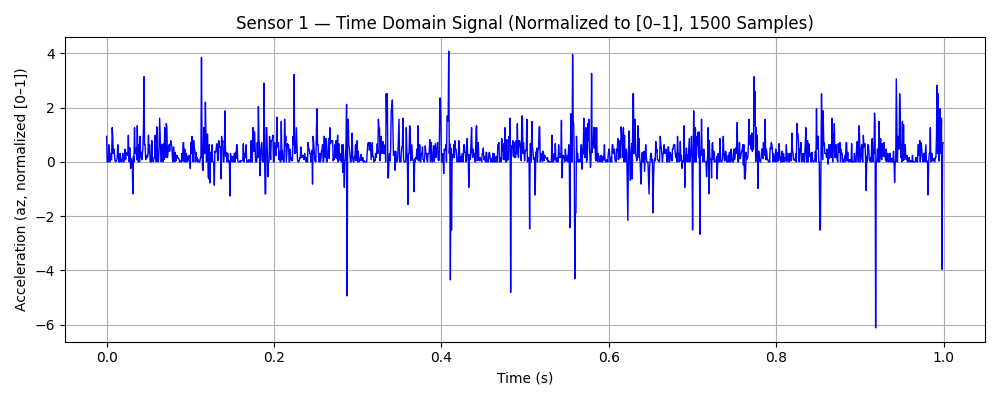 Sensor 1 — Time Domain Signal (Normalized to [0–1], 1500 Samples)
Acceleration (az, normalized [0–1])
4
2
0
−2
−4
−6
0.0 0.2 0.4 0.6 0.8 1.0
Time (s)